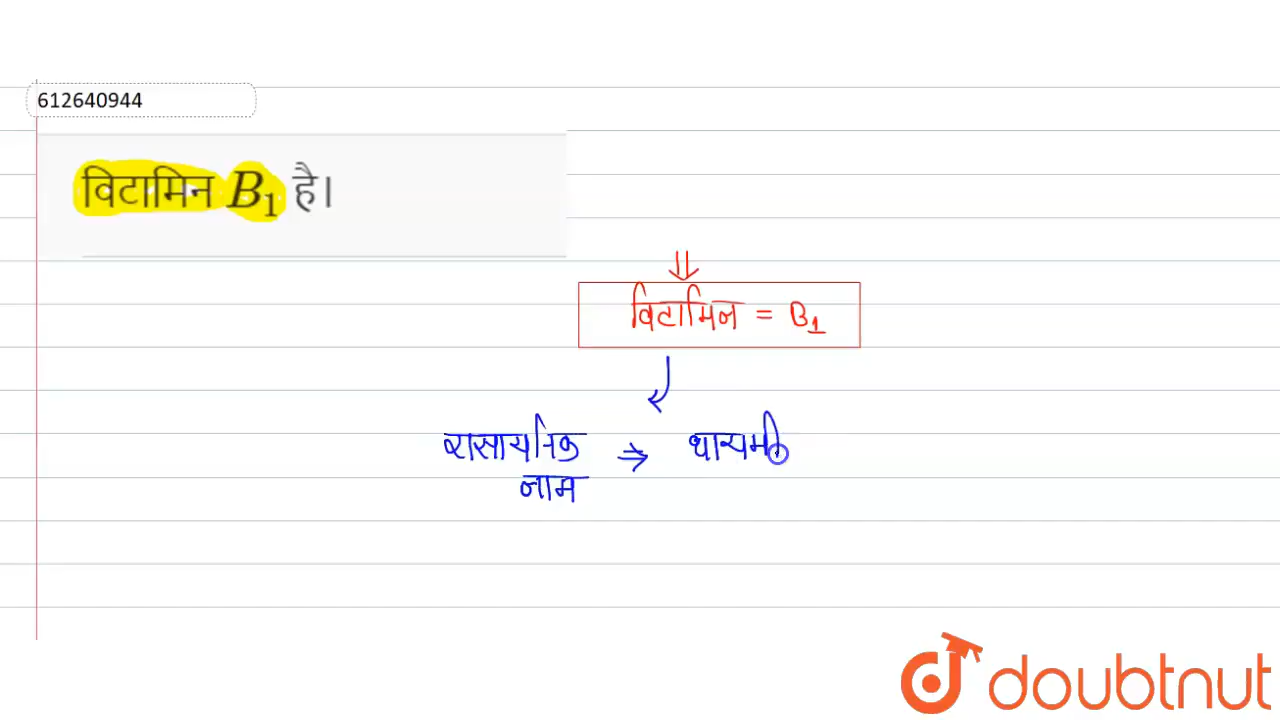 612640944
विटामिन B₁ है।
⇓
विटामिन = B₁
रासायनिक → थायमी
नाम
doubtnut